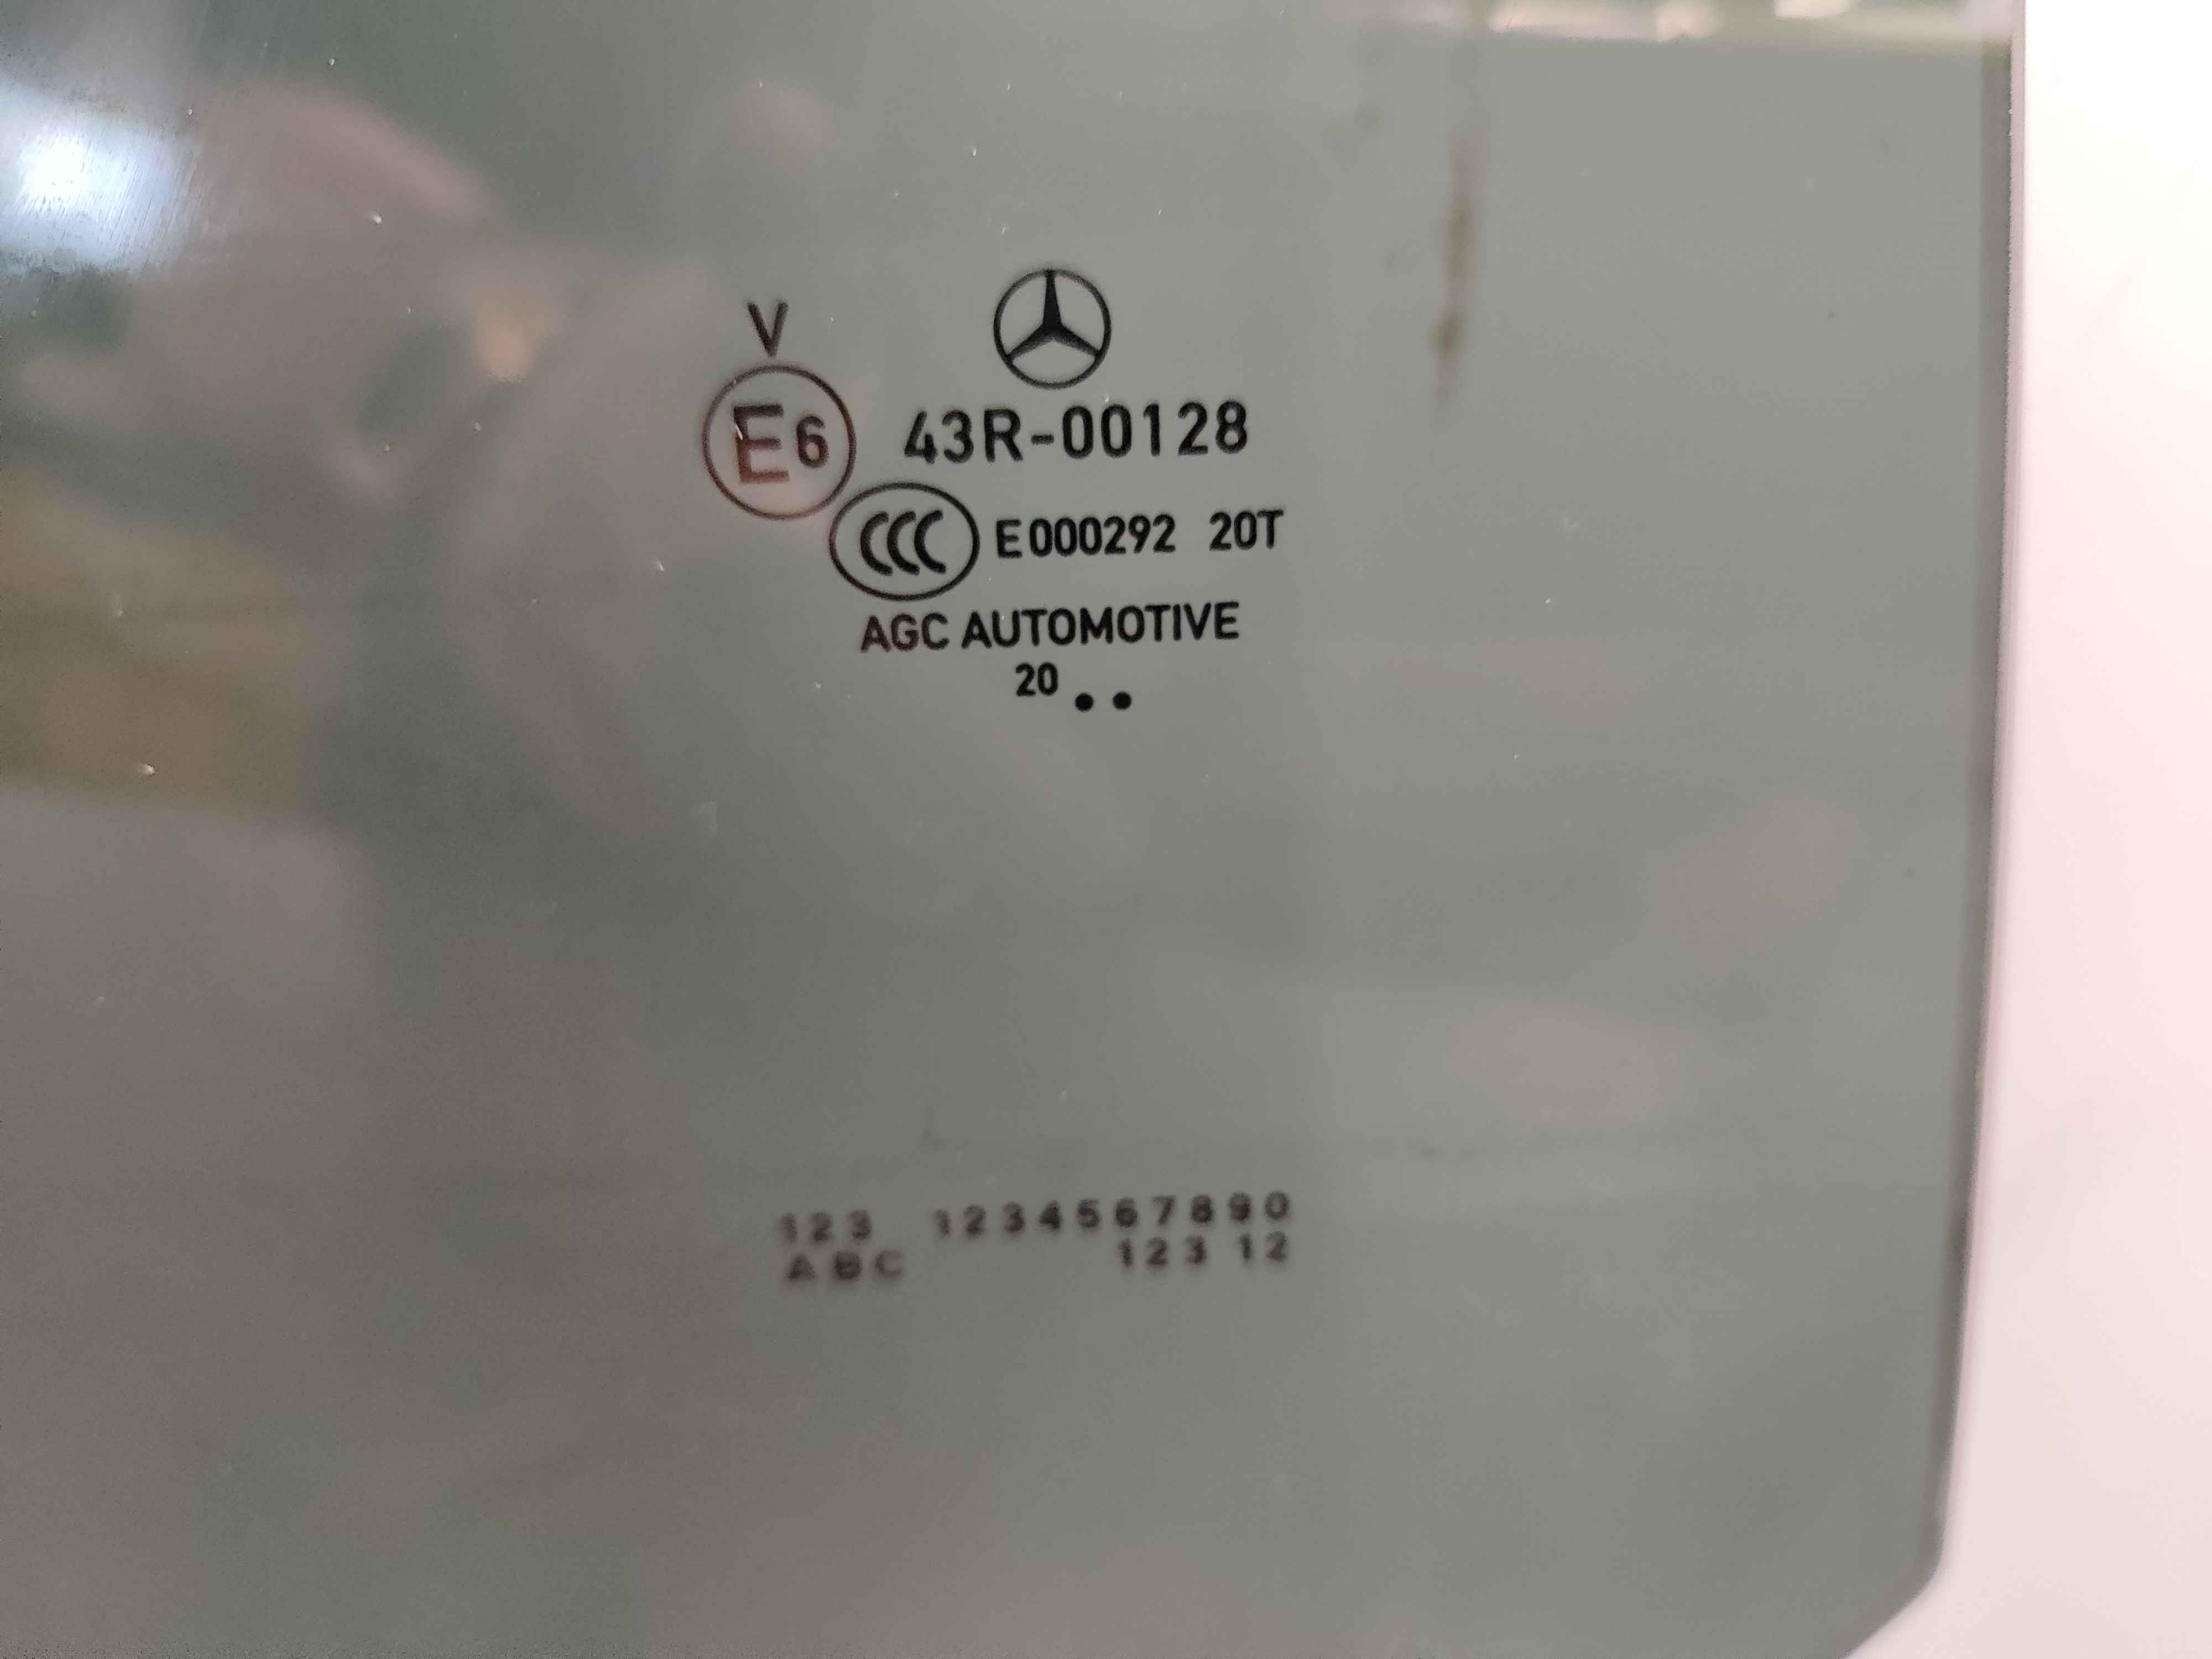 V
E6 43R-00128
CCC E000292 20T
AGC AUTOMOTIVE
20 ..
123 1234567890
ABC 123 12